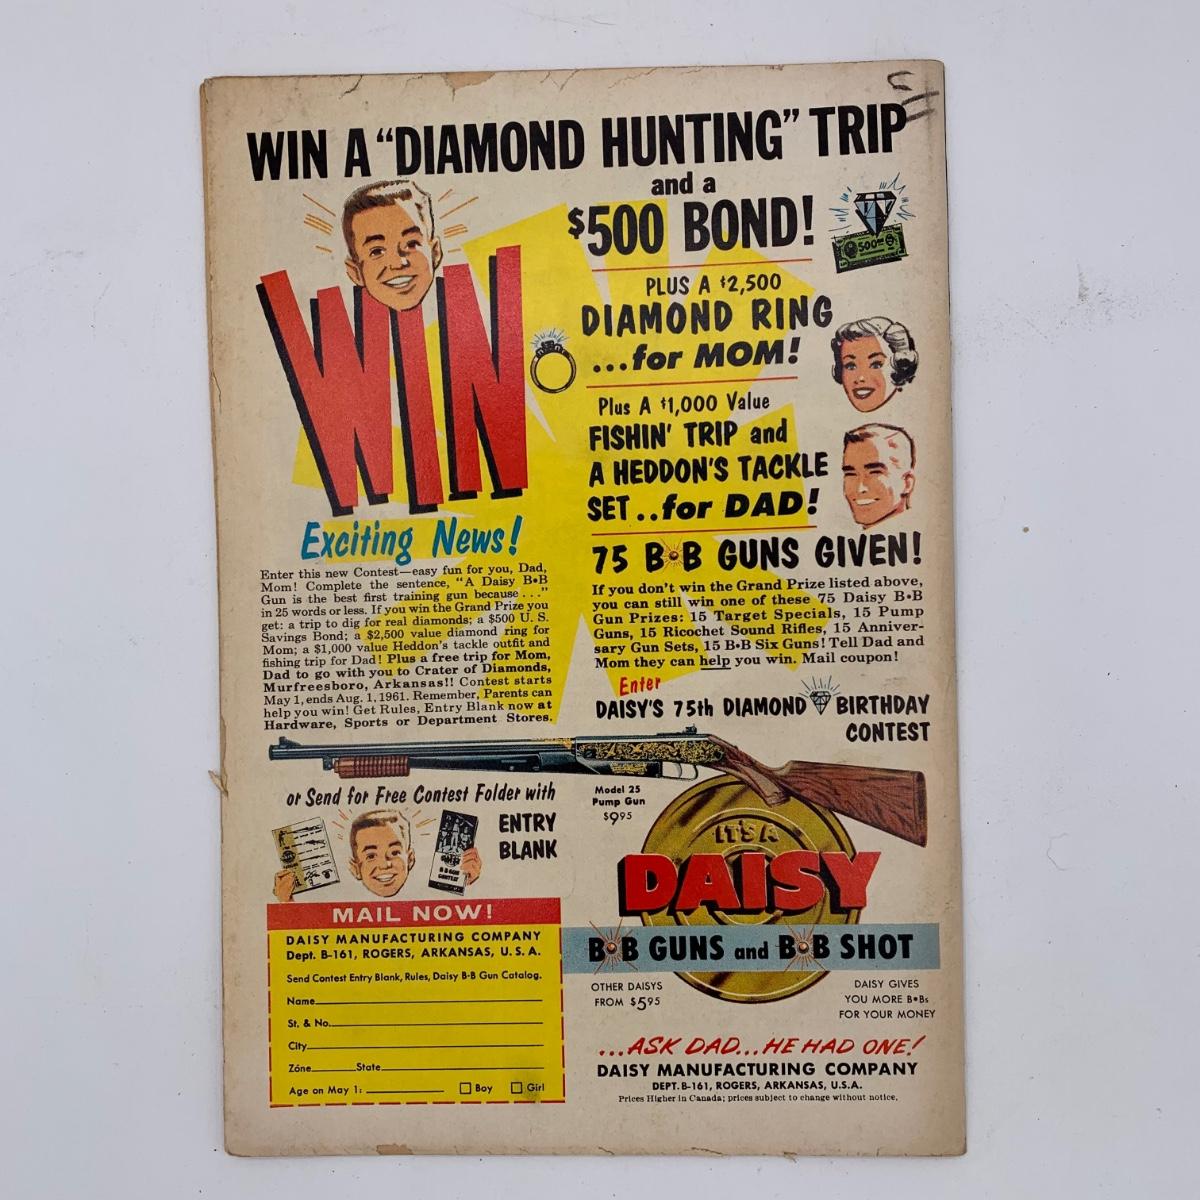 WIN A "DIAMOND HUNTING" TRIP
and a
$500 BOND!
500
PLUS A $2,500
DIAMOND RING
...for MOM!
Plus A $1,000 Value
FISHIN' TRIP and
A HEDDON'S TACKLE
SET..for DAD!
WIN
Exciting News!
Enter this new Contest—easy fun for you, Dad,
Mom! Complete the sentence, "A Daisy B•B
Gun is the best first training gun because . . ."
in 25 words or less. If you win the Grand Prize you
get: a trip to dig for real diamonds; a $500 U. S.
Savings Bond; a $2,500 value diamond ring for
Mom; a $1,000 value Heddon's tackle outfit and
fishing trip for Dad! Plus a free trip for Mom,
Dad to go with you to Crater of Diamonds,
Murfreesboro, Arkansas!! Contest starts
May 1, ends Aug. 1, 1961. Remember, Parents can
help you win! Get Rules, Entry Blank now at
Hardware, Sports or Department Stores.
75 B•B GUNS GIVEN!
If you don't win the Grand Prize listed above,
you can still win one of these 75 Daisy B•B
Gun Prizes: 15 Target Specials, 15 Pump
Guns, 15 Ricochet Sound Rifles, 15 Anniver-
sary Gun Sets, 15 B•B Six Guns! Tell Dad and
Mom they can help you win. Mail coupon!
Enter
DAISY'S 75th DIAMOND BIRTHDAY
CONTEST
or Send for Free Contest Folder with
ENTRY
BLANK
Model 25
Pump Gun
$9.95
IT'S A
DAISY
B•B GUNS and B•B SHOT
OTHER DAISYS
FROM $5.95
DAISY GIVES
YOU MORE B•Bs
FOR YOUR MONEY
MAIL NOW!
DAISY MANUFACTURING COMPANY
Dept. B-161, ROGERS, ARKANSAS, U. S. A.
Send Contest Entry Blank, Rules, Daisy B•B Gun Catalog.
Name
St. & No.
City
Zone State
Age on May 1: Boy Girl
...ASK DAD...HE HAD ONE!
DAISY MANUFACTURING COMPANY
DEPT. B-161, ROGERS, ARKANSAS, U.S.A.
Prices Higher in Canada; prices subject to change without notice.